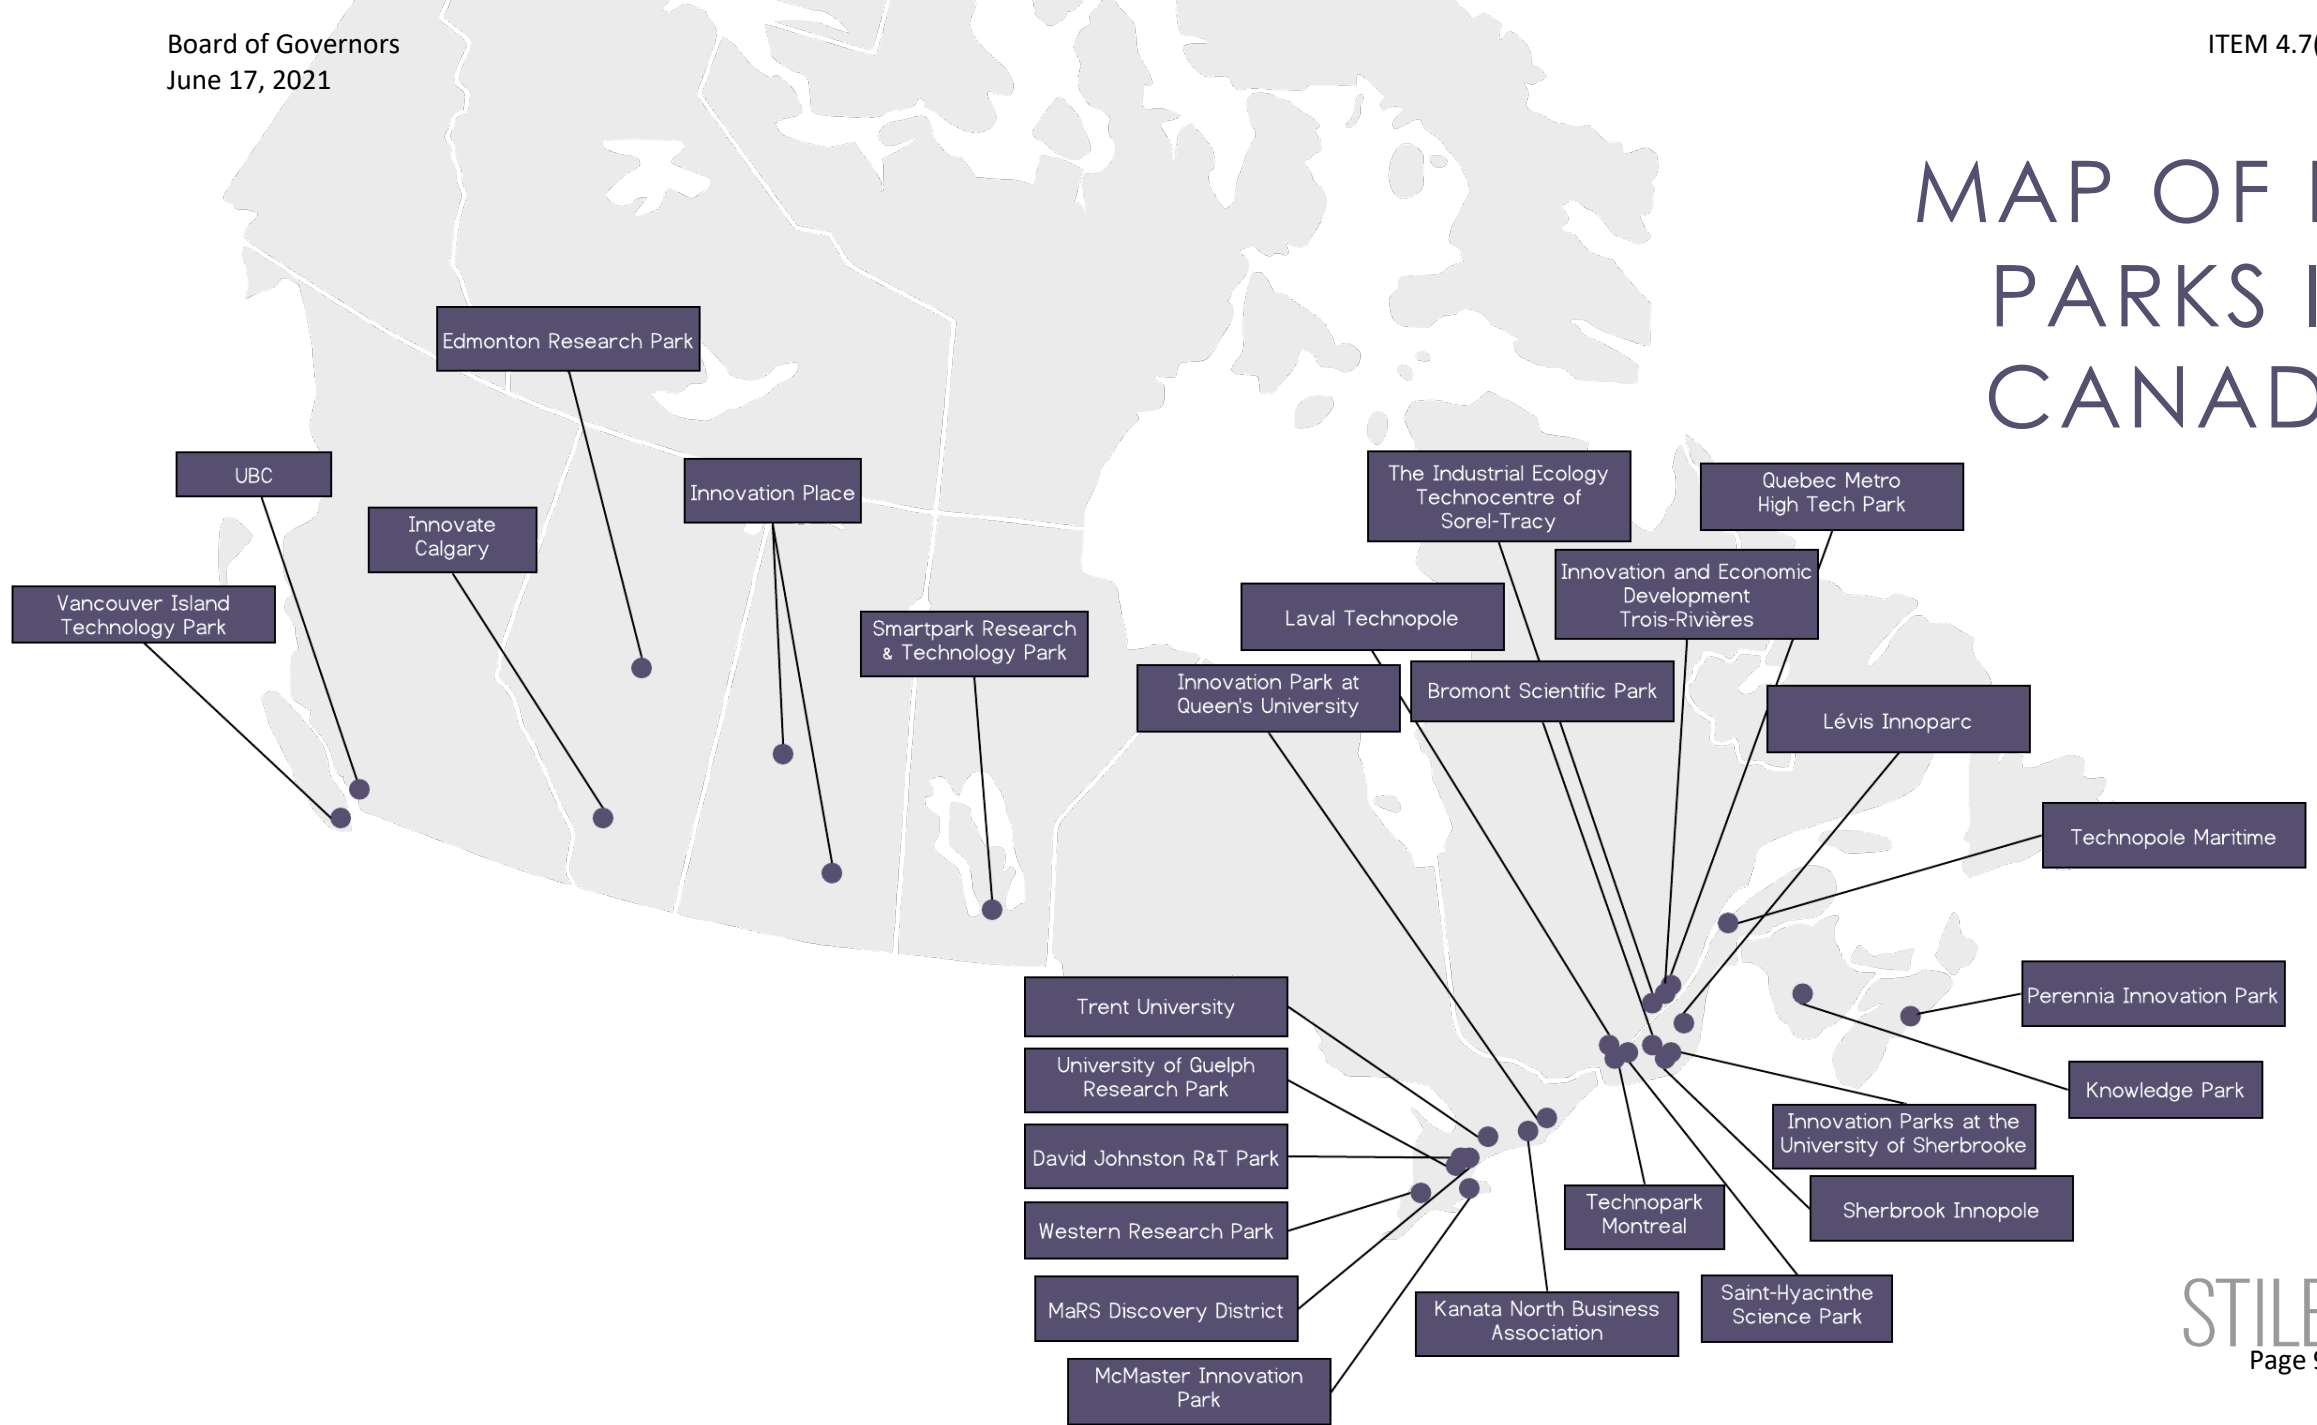 Board of Governors
June 17, 2021
ITEM 4.7(
MAP OF
PARKS
CANAD
Edmonton Research Park
UBC
Innovate
Calgary
Innovation Place
Vancouver Island
Technology Park
Smartpark Research
& Technology Park
The Industrial Ecology
Technocentre of
Sorel-Tracy
Quebec Metro
High Tech Park
Innovation and Economic
Development
Trois-Rivières
Laval Technopole
Innovation Park at
Queen's University
Bromont Scientific Park
Lévis Innoparc
Technopole Maritime
Trent University
University of Guelph
Research Park
David Johnston R&T Park
Western Research Park
MaRS Discovery District
McMaster Innovation
Park
Perennia Innovation Park
Knowledge Park
Innovation Parks at the
University of Sherbrooke
Sherbrook Innopole
Technopark
Montreal
Saint-Hyacinthe
Science Park
Kanata North Business
Association
STILE
Page 9